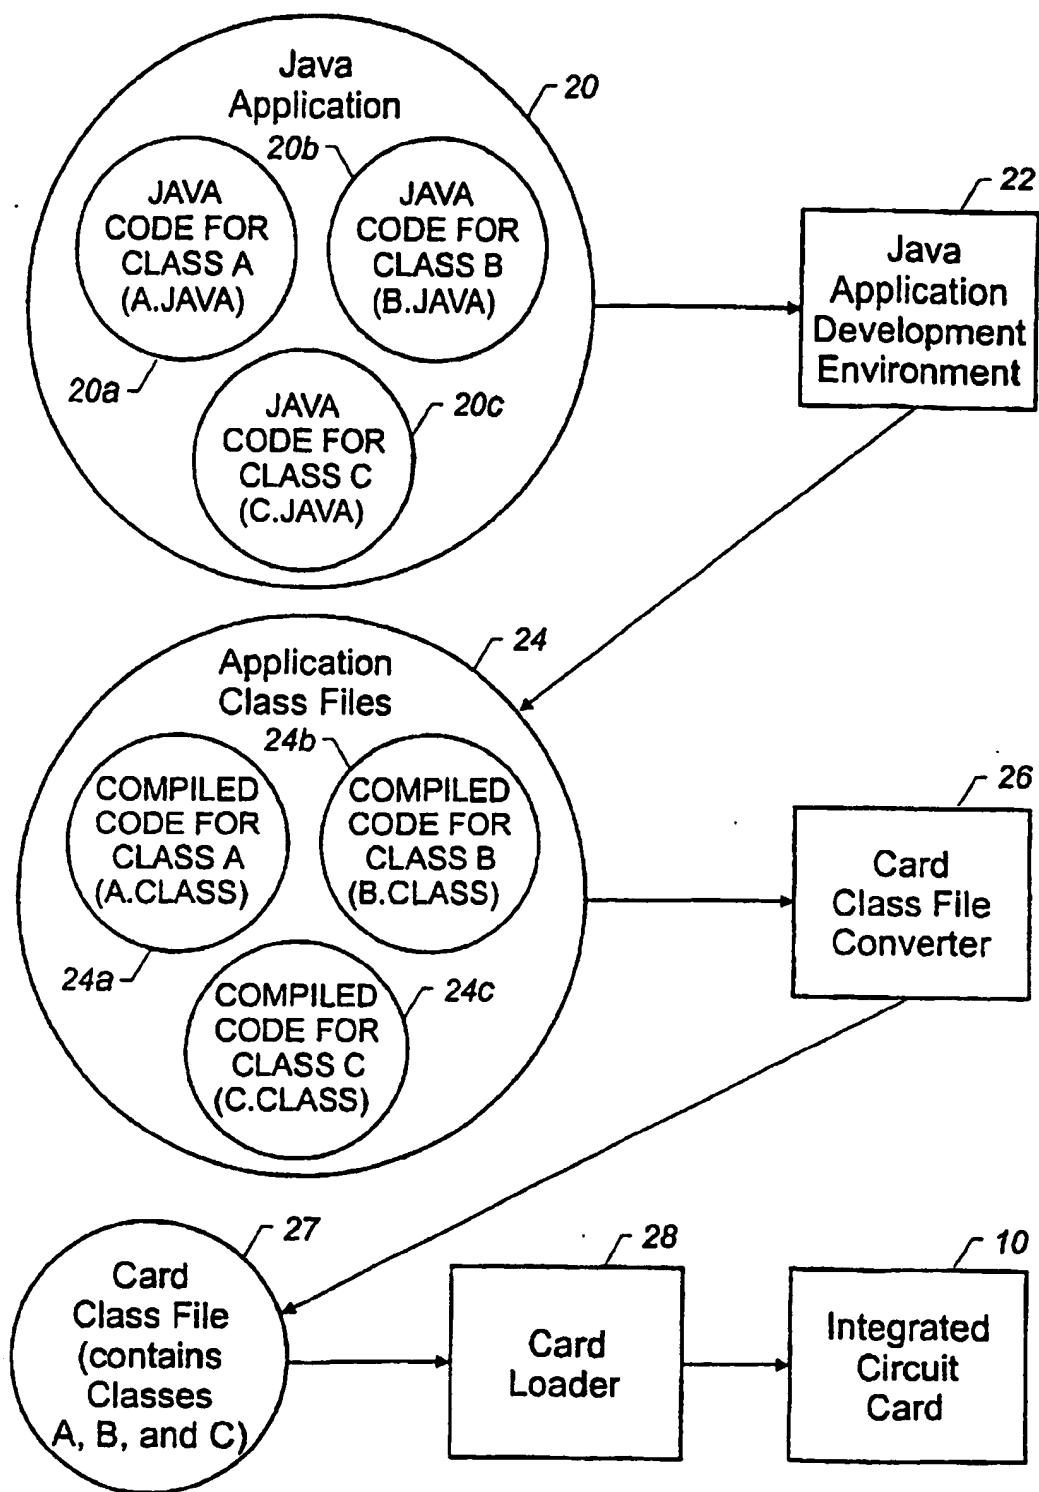 Java
Application
20
20b
JAVA
CODE FOR
CLASS A
(A.JAVA)
JAVA
CODE FOR
CLASS B
(B.JAVA)
20a
JAVA
CODE FOR
CLASS C
(C.JAVA)
20c
22
Java
Application
Development
Environment
Application
Class Files
24
24b
COMPILED
CODE FOR
CLASS A
(A.CLASS)
COMPILED
CODE FOR
CLASS B
(B.CLASS)
24a
COMPILED
CODE FOR
CLASS C
(C.CLASS)
24c
26
Card
Class File
Converter
27
Card
Class File
(contains
Classes
A, B, and C)
28
Card
Loader
10
Integrated
Circuit
Card